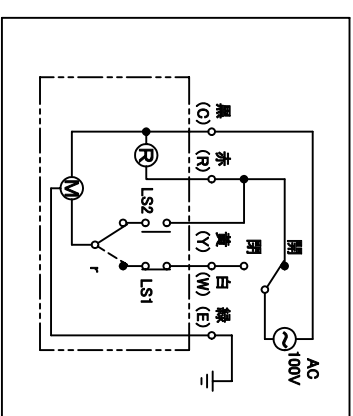 AC
100V
開
閉
黒 赤 黄 白 緑
(C) (R) (Y) (W) (E)
R
LS2 LS1
r
M